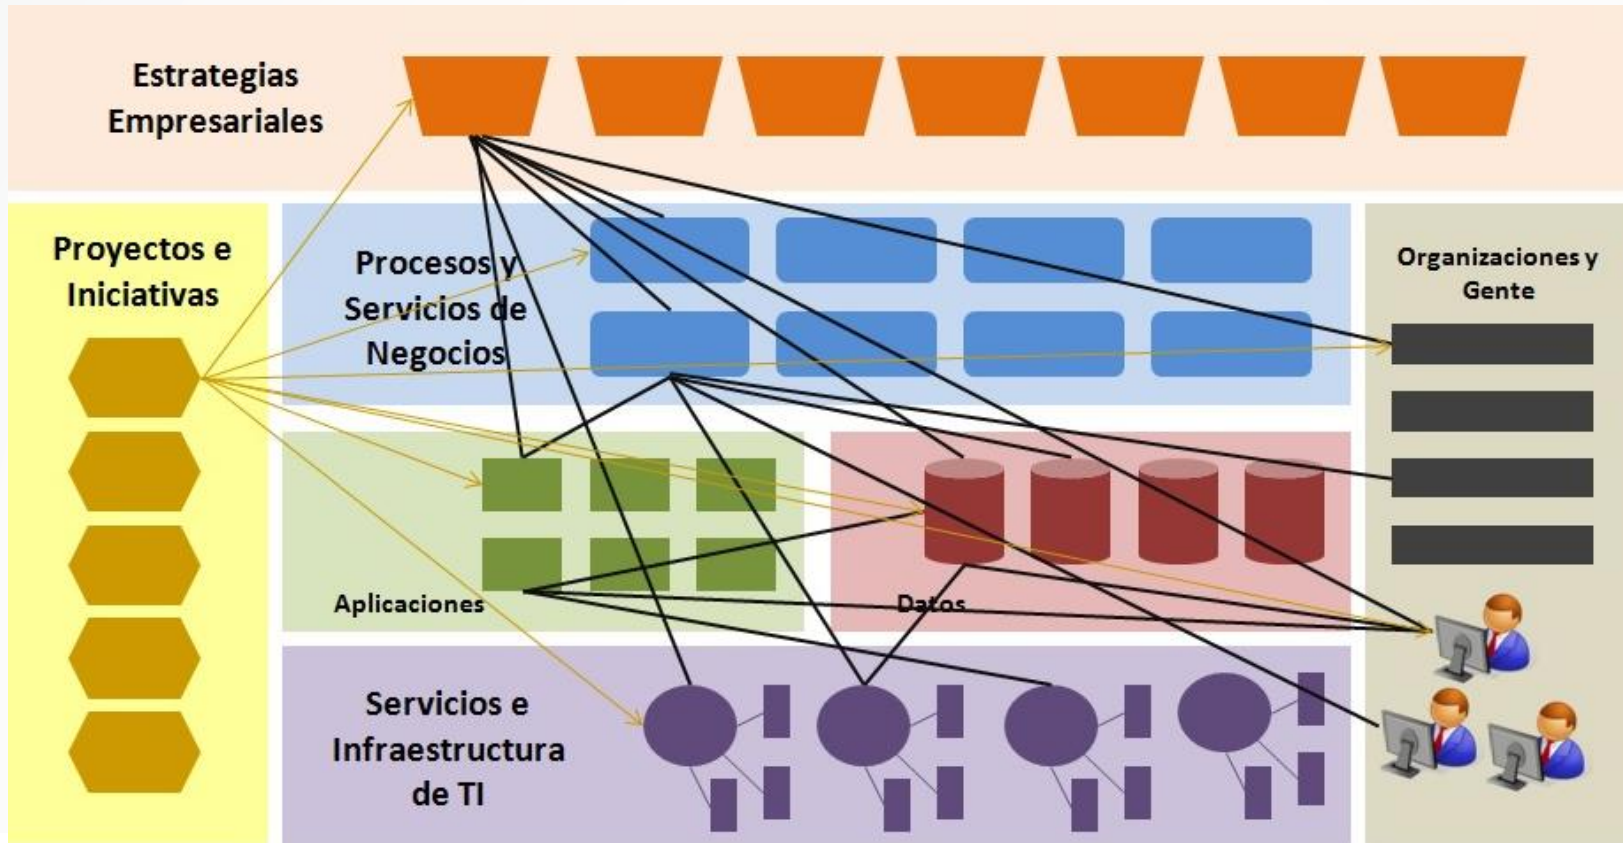 Estrategias
Empresariales
Proyectos e
Iniciativas
Procesos y
Servicios de
Negocios
Organizaciones y
Gente
Aplicaciones
Datos
Servicios e
Infraestructura
de TI